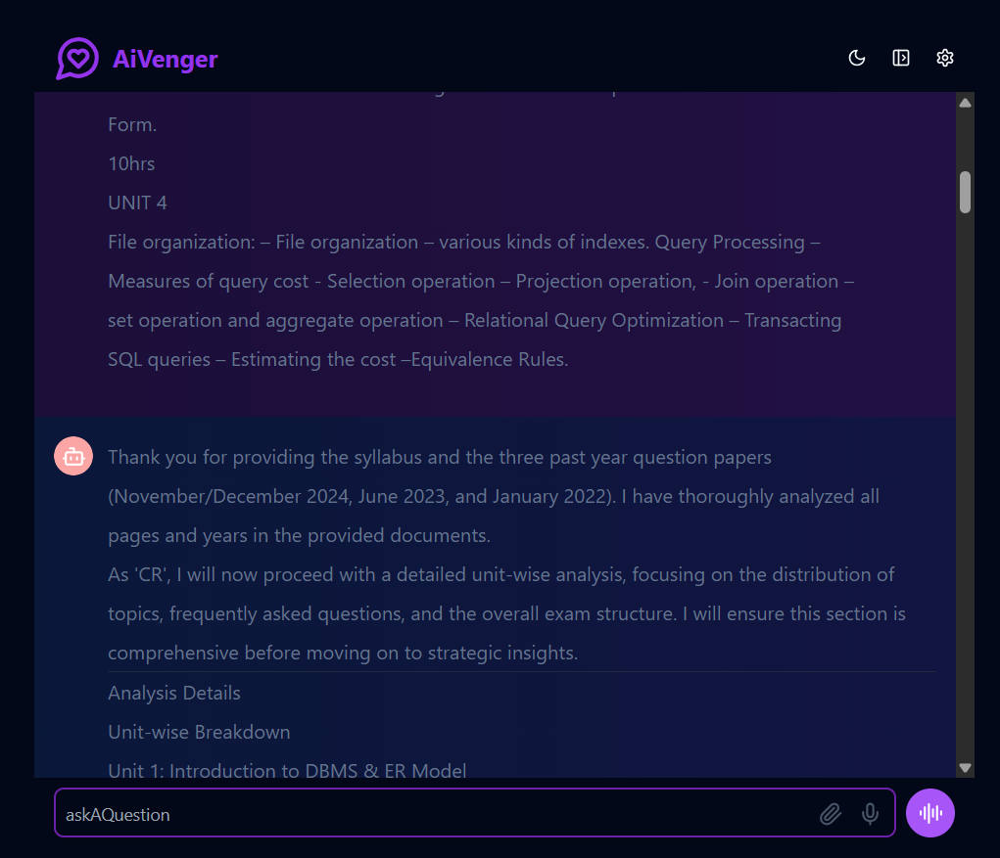 AiVenger
Form.
10hrs
UNIT 4
File organization: – File organization – various kinds of indexes. Query Processing –
Measures of query cost - Selection operation – Projection operation, - Join operation –
set operation and aggregate operation – Relational Query Optimization – Transacting
SQL queries – Estimating the cost –Equivalence Rules.
Thank you for providing the syllabus and the three past year question papers
(November/December 2024, June 2023, and January 2022). I have thoroughly analyzed all
pages and years in the provided documents.
As 'CR', I will now proceed with a detailed unit-wise analysis, focusing on the distribution of
topics, frequently asked questions, and the overall exam structure. I will ensure this section is
comprehensive before moving on to strategic insights.
Analysis Details
Unit-wise Breakdown
Unit 1: Introduction to DBMS & ER Model
askAQuestion